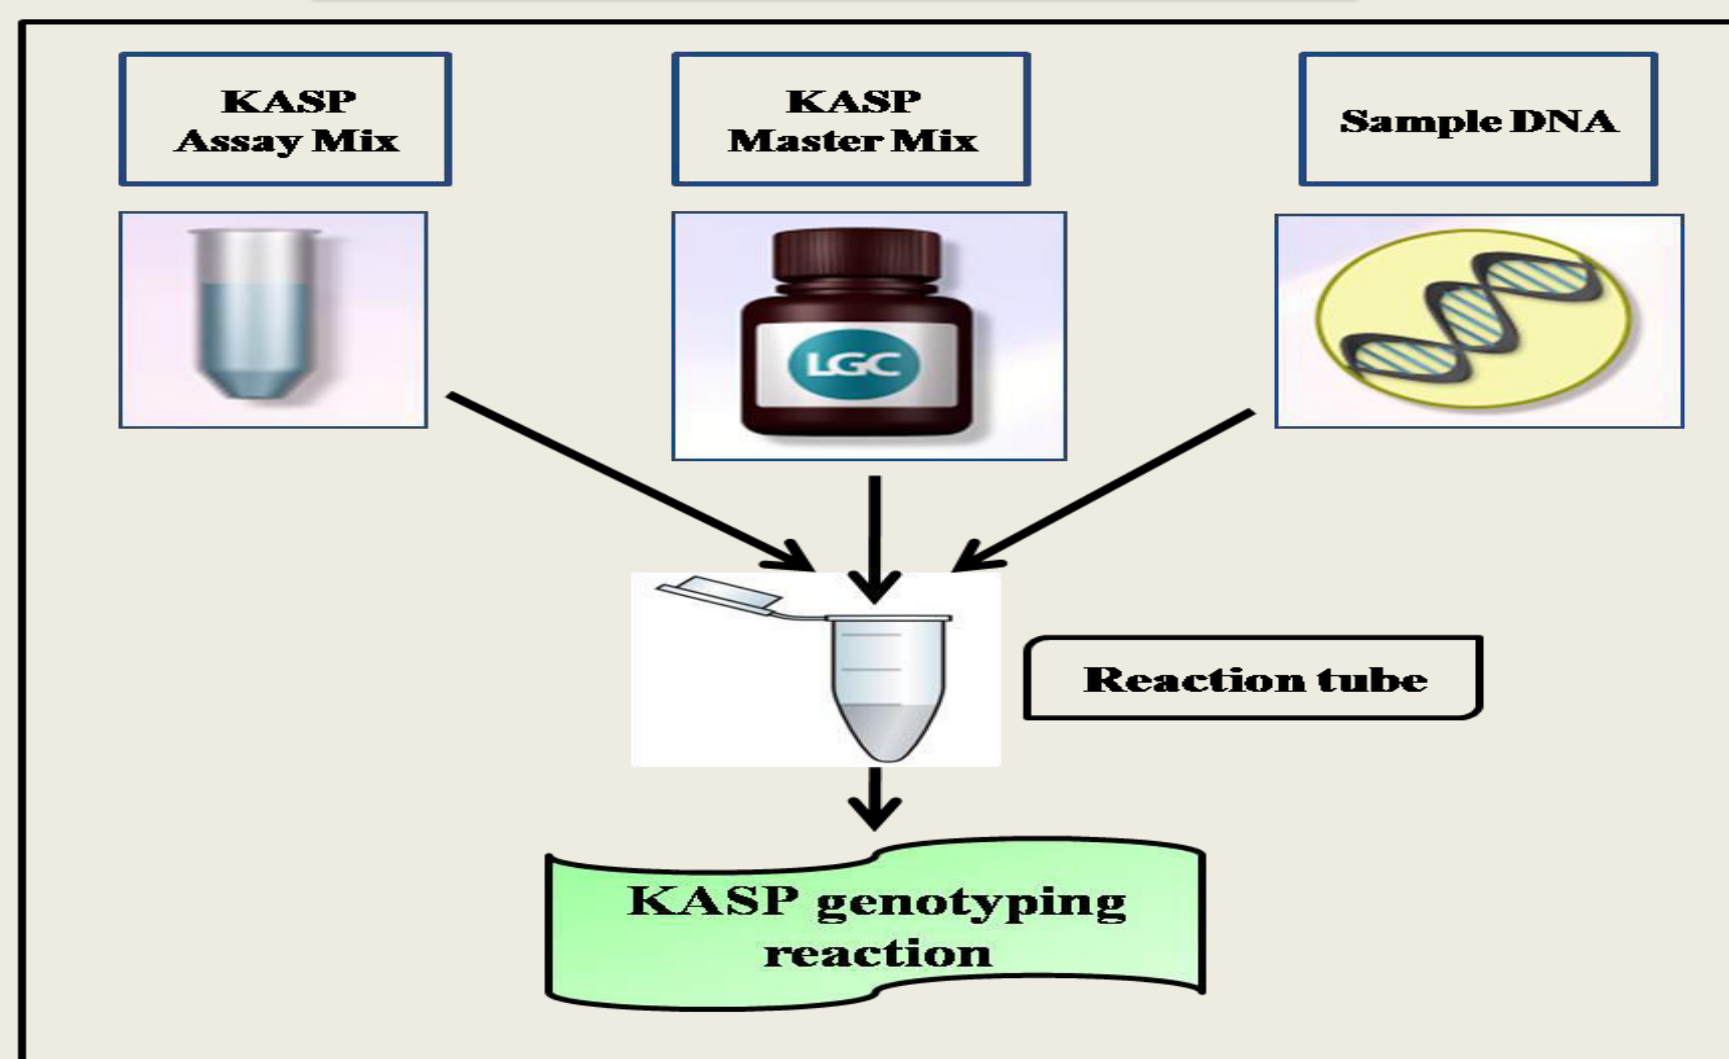 KASP
Assay Mix
KASP
Master Mix
Sample DNA
LGC
Reaction tube
KASP genotyping
reaction